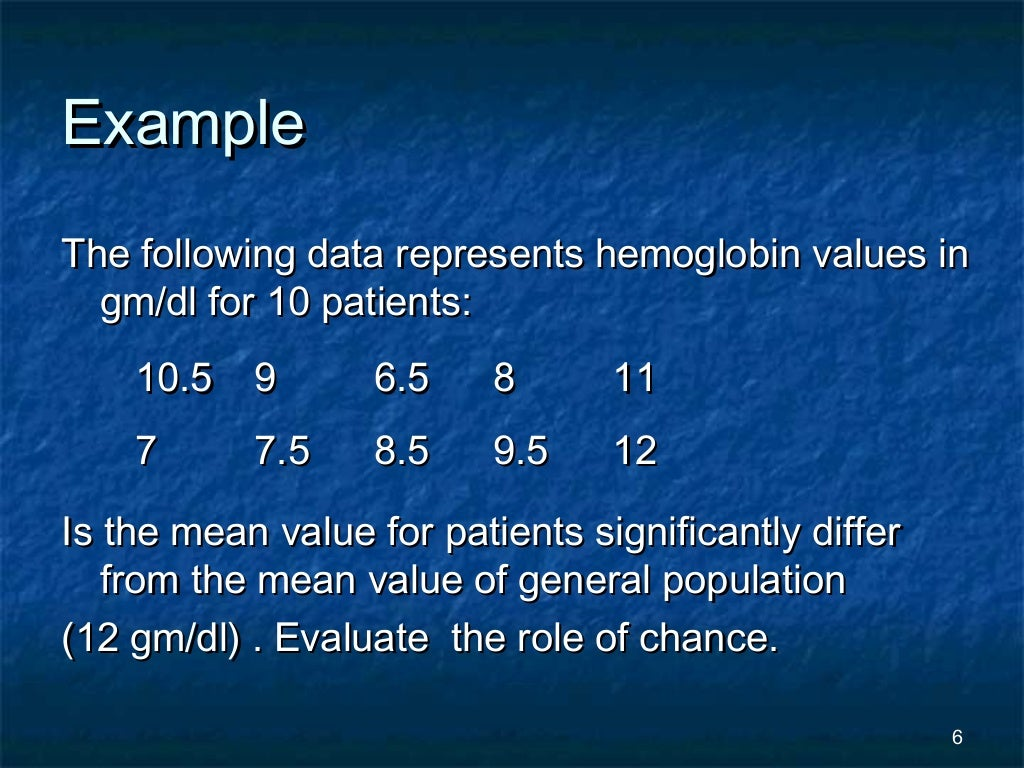 Example
The following data represents hemoglobin values in
gm/dl for 10 patients:
10.5 9 6.5 8 11
7 7.5 8.5 9.5 12
Is the mean value for patients significantly differ
from the mean value of general population
(12 gm/dl) . Evaluate  the role of chance.
6